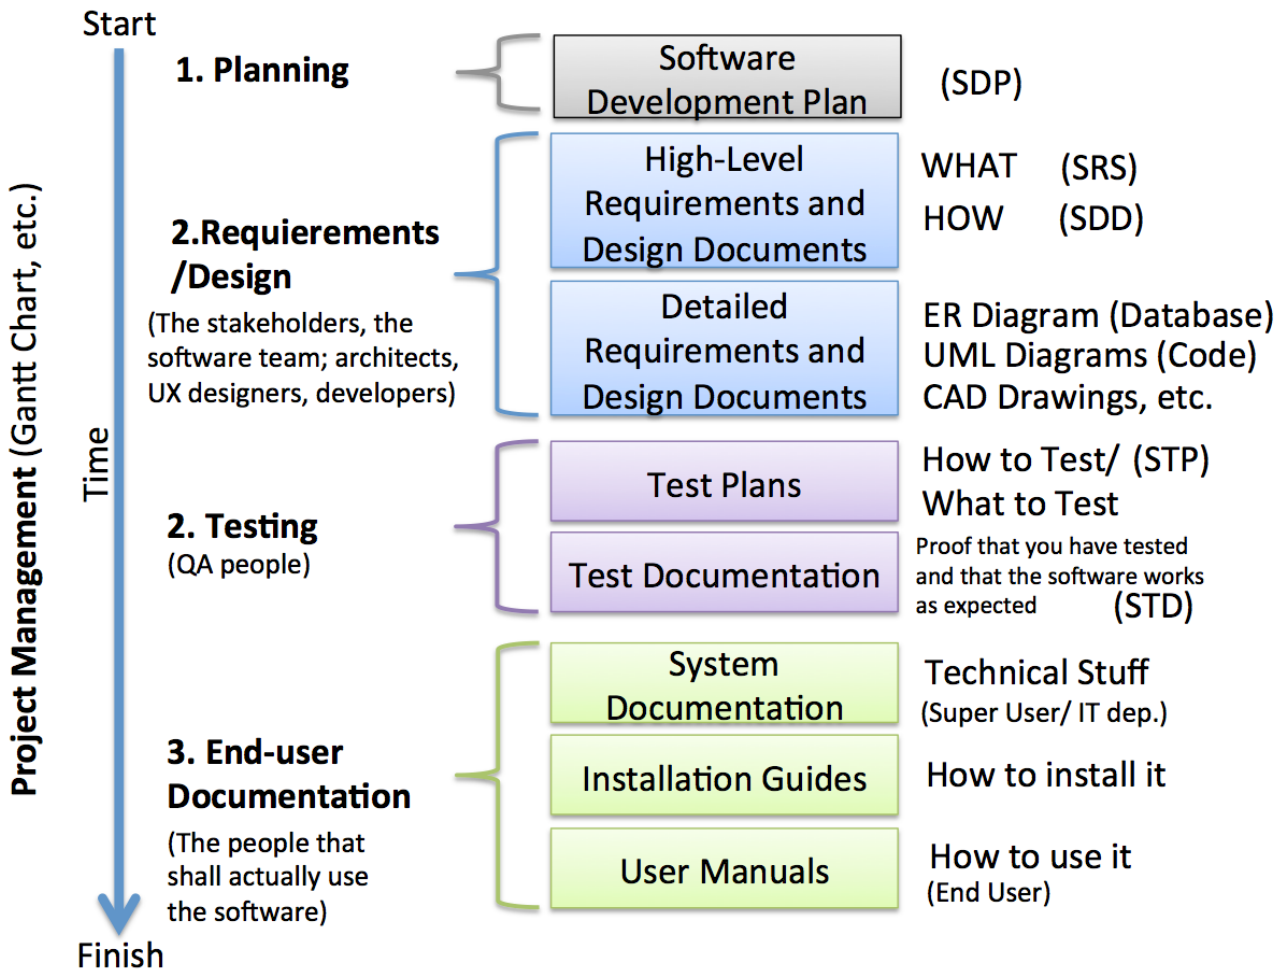 Start
1. Planning
Software
Development Plan
(SDP)
High-Level
Requirements and
Design Documents
WHAT (SRS)
HOW (SDD)
2.Requierements
/Design
(The stakeholders, the
software team; architects,
UX designers, developers)
Detailed
Requirements and
Design Documents
ER Diagram (Database)
UML Diagrams (Code)
CAD Drawings, etc.
Project Management (Gantt Chart, etc.)
Time
2. Testing
(QA people)
Test Plans
How to Test/ (STP)
What to Test
Test Documentation
Proof that you have tested
and that the software works
as expected (STD)
3. End-user
Documentation
(The people that
shall actually use
the software)
System
Documentation
Technical Stuff
(Super User/ IT dep.)
Installation Guides
How to install it
User Manuals
How to use it
(End User)
Finish